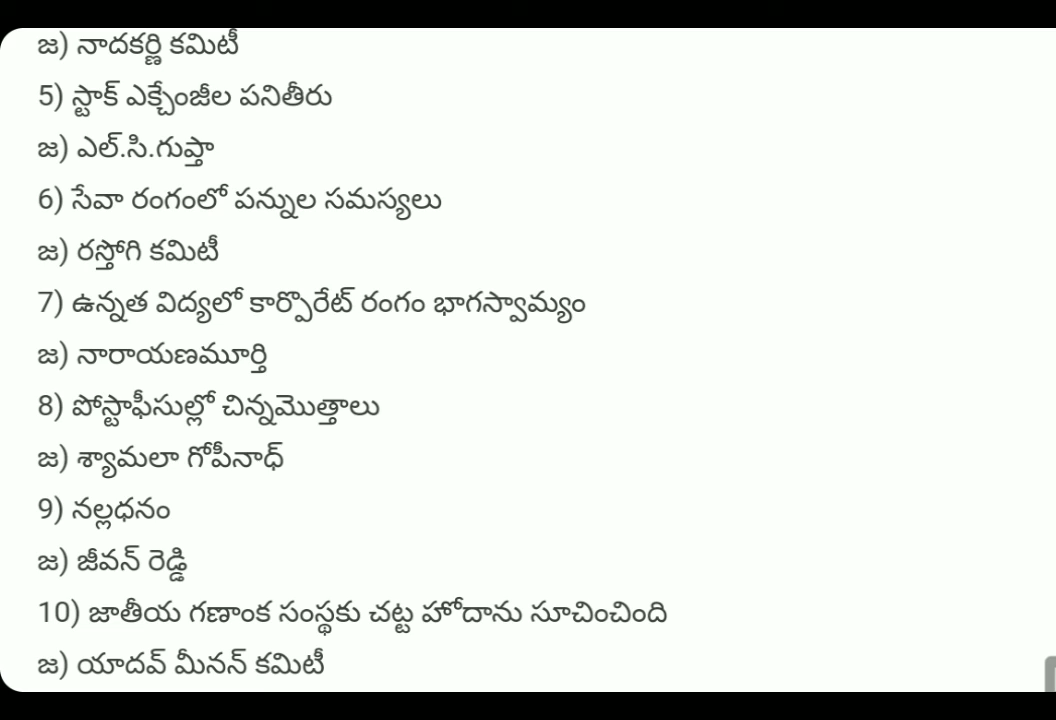 జ) నాదకర్ణి కమిటీ
5) స్టాక్ ఎక్చేంజీల పనితీరు
జ) ఎల్.సి.గుప్తా
6) సేవా రంగంలో పన్నుల సమస్యలు
జ) రస్తోగి కమిటీ
7) ఉన్నత విద్యలో కార్పొరేట్ రంగం భాగస్వామ్యం
జ) నారాయణమూర్తి
8) పోస్టాఫీసుల్లో చిన్నమొత్తాలు
జ) శ్యామలా గోపీనాధ్
9) నల్లధనం
జ) జీవన్ రెడ్డి
10) జాతీయ గణాంక సంస్థకు చట్ట హోదాను సూచించింది
జ) యాదవ్ మీనన్ కమిటీ